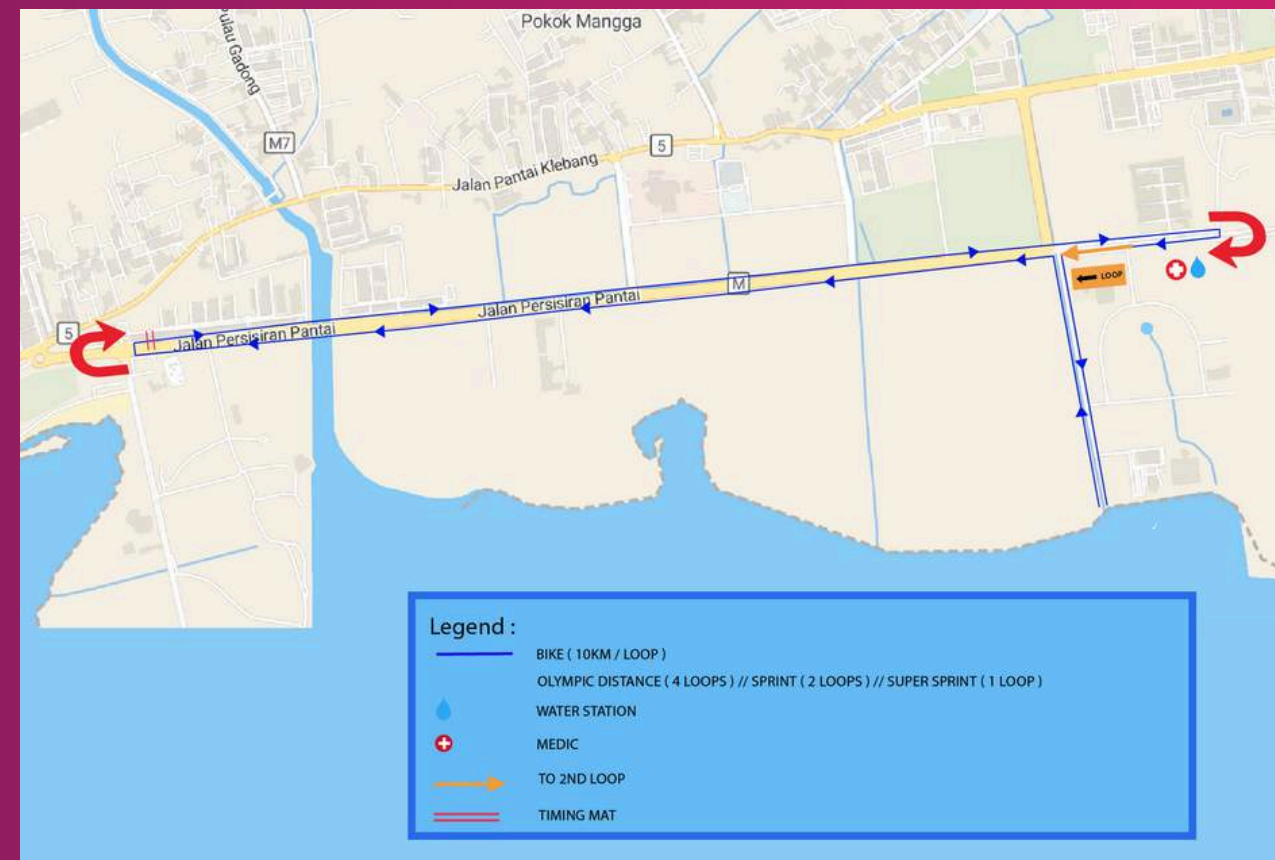 Pokok Mangga
Pulau Gadong
M7
5
Jalan Pantai Klebang
M
LOOP
Jalan Persisiran Pantai
5
Jalan Persisiran Pantai
Legend :
BIKE ( 10KM / LOOP )
OLYMPIC DISTANCE ( 4 LOOPS ) // SPRINT ( 2 LOOPS ) // SUPER SPRINT ( 1 LOOP )
WATER STATION
MEDIC
TO 2ND LOOP
TIMING MAT